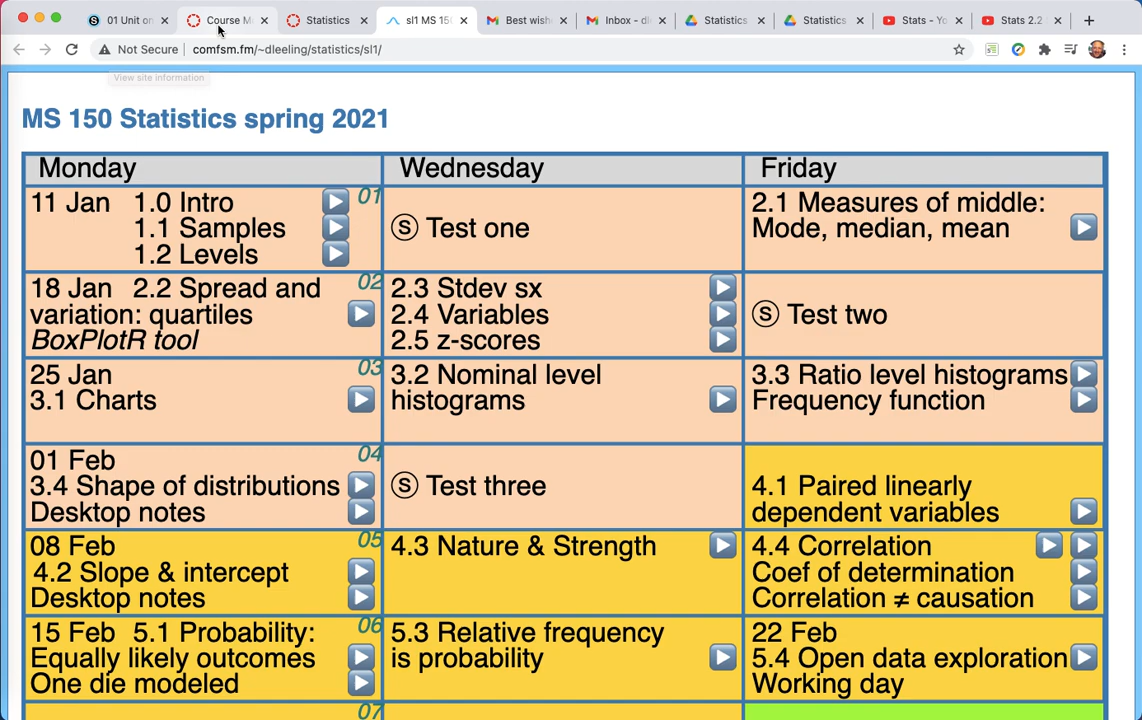 01 Unit on
Course M
Statistics
sl1 MS 15
Best wish
Inbox - dl
Statistics
Statistics
Stats - Yo
Stats 2.2
Not Secure
comfsm.fm/~dleeling/statistics/sl1/
View site information
MS 150 Statistics spring 2021
Monday
Wednesday
Friday
11 Jan 1.0 Intro 01
1.1 Samples
1.2 Levels
Ⓢ Test one
2.1 Measures of middle:
Mode, median, mean
18 Jan 2.2 Spread and 02
variation: quartiles
BoxPlotR tool
2.3 Stdev sx
2.4 Variables
2.5 z-scores
Ⓢ Test two
25 Jan 03
3.1 Charts
3.2 Nominal level
histograms
3.3 Ratio level histograms
Frequency function
01 Feb 04
3.4 Shape of distributions
Desktop notes
Ⓢ Test three
4.1 Paired linearly
dependent variables
08 Feb 05
4.2 Slope & intercept
Desktop notes
4.3 Nature & Strength
4.4 Correlation
Coef of determination
Correlation ≠ causation
15 Feb 5.1 Probability: 06
Equally likely outcomes
One die modeled
5.3 Relative frequency
is probability
22 Feb
5.4 Open data exploration
Working day
07